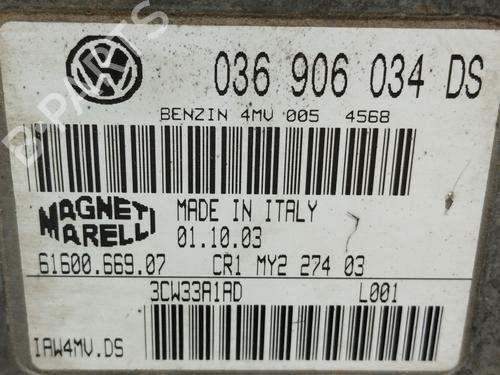 036 906 034 DS
BENZIN 4MV 005 4568
MAGNETI
MARELLI
MADE IN ITALY
01.10.03
61600.669.07 CR1 MY2 274 03
3CW33A1AD L001
IAW4MV.DS
B PARTS